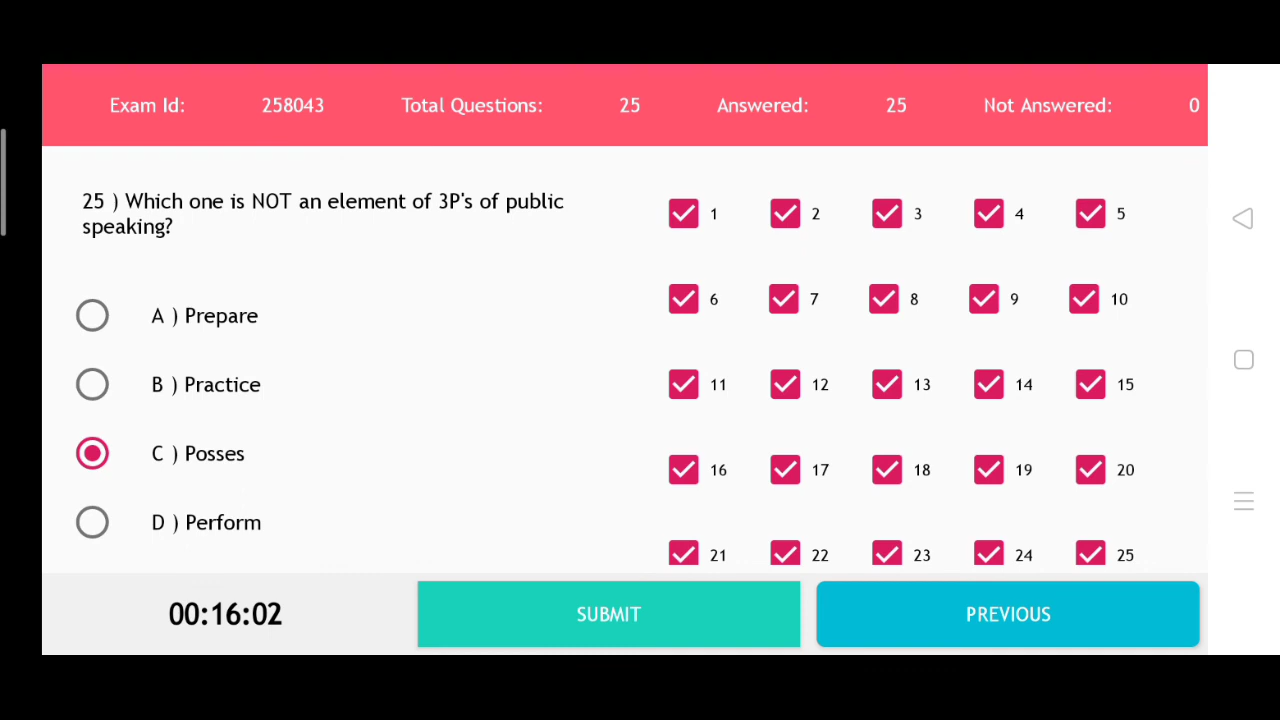 Exam Id: 258043 Total Questions: 25 Answered: 25 Not Answered: 0
25 ) Which one is NOT an element of 3P's of public
speaking?
A ) Prepare
B ) Practice
C ) Posses
D ) Perform
1 2 3 4 5
6 7 8 9 10
11 12 13 14 15
16 17 18 19 20
21 22 23 24 25
00:16:02 SUBMIT PREVIOUS